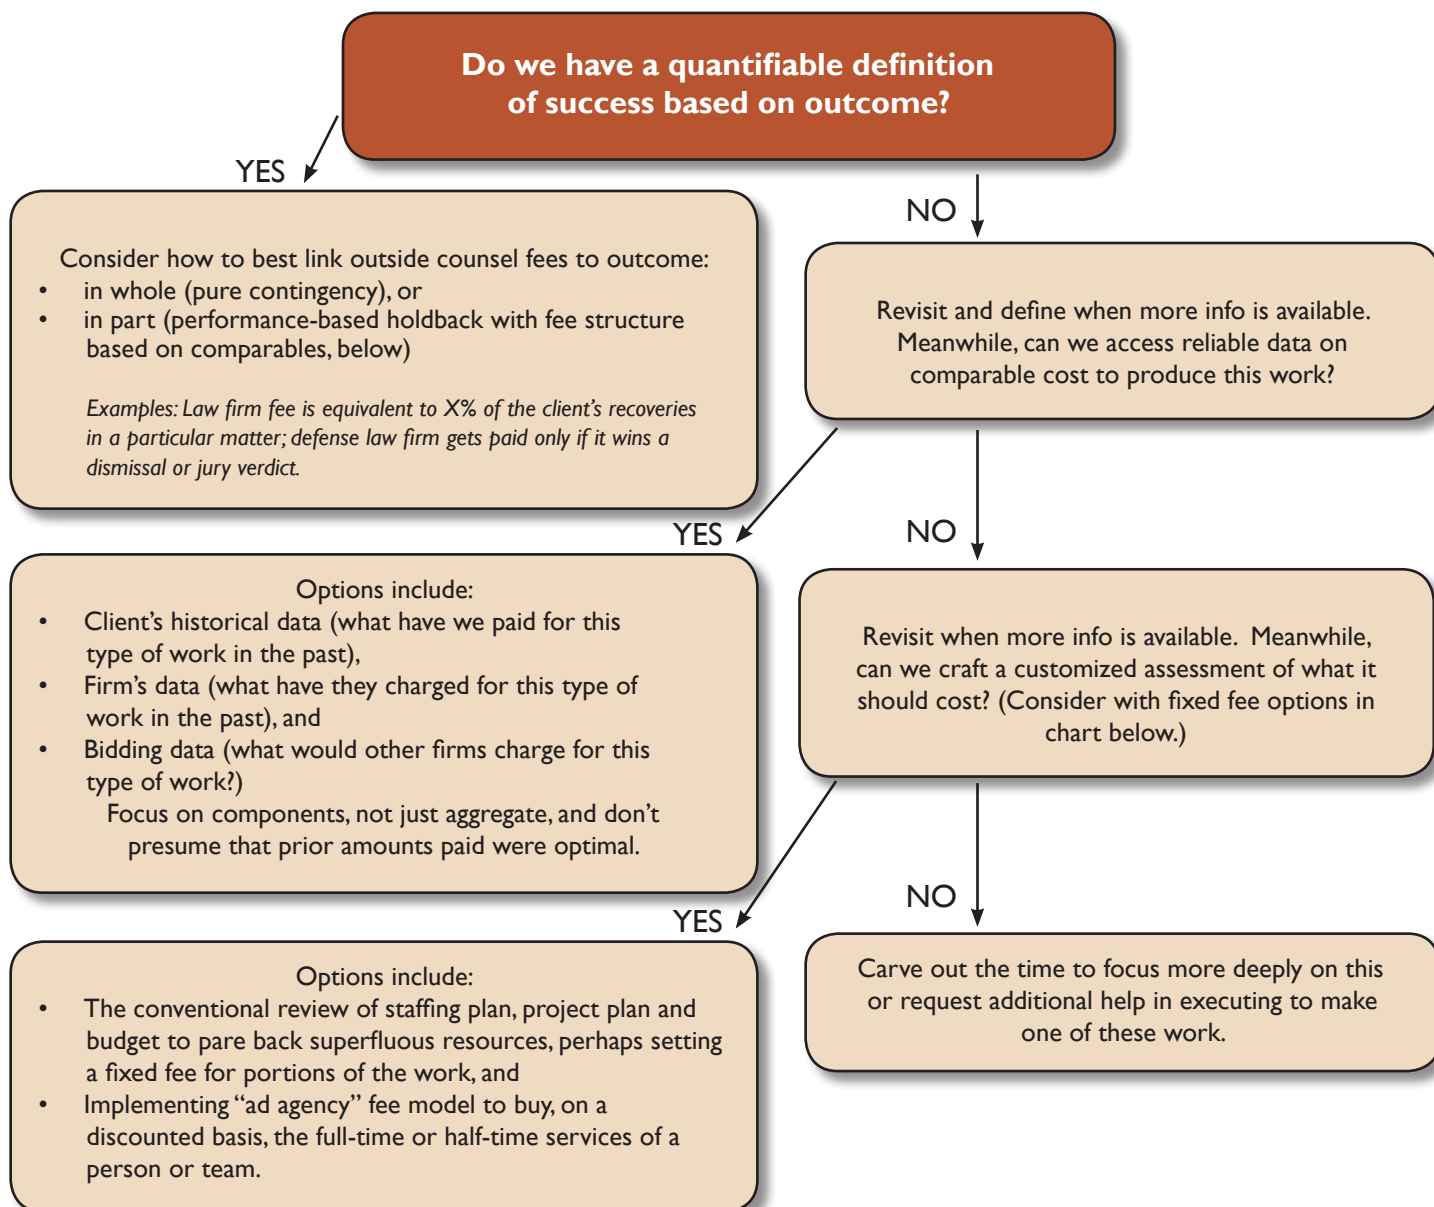 Do we have a quantifiable definition
of success based on outcome?
YES
NO
Consider how to best link outside counsel fees to outcome:
• in whole (pure contingency), or
• in part (performance-based holdback with fee structure
based on comparables, below)
Examples: Law firm fee is equivalent to X% of the client’s recoveries
in a particular matter; defense law firm gets paid only if it wins a
dismissal or jury verdict.
Revisit and define when more info is available.
Meanwhile, can we access reliable data on
comparable cost to produce this work?
YES
NO
Options include:
• Client’s historical data (what have we paid for this
type of work in the past),
• Firm’s data (what have they charged for this type of
work in the past), and
• Bidding data (what would other firms charge for this
type of work?)
Focus on components, not just aggregate, and don’t
presume that prior amounts paid were optimal.
Revisit when more info is available. Meanwhile,
can we craft a customized assessment of what it
should cost? (Consider with fixed fee options in
chart below.)
YES
NO
Options include:
• The conventional review of staffing plan, project plan and
budget to pare back superfluous resources, perhaps setting
a fixed fee for portions of the work, and
• Implementing “ad agency” fee model to buy, on a
discounted basis, the full-time or half-time services of a
person or team.
Carve out the time to focus more deeply on this
or request additional help in executing to make
one of these work.